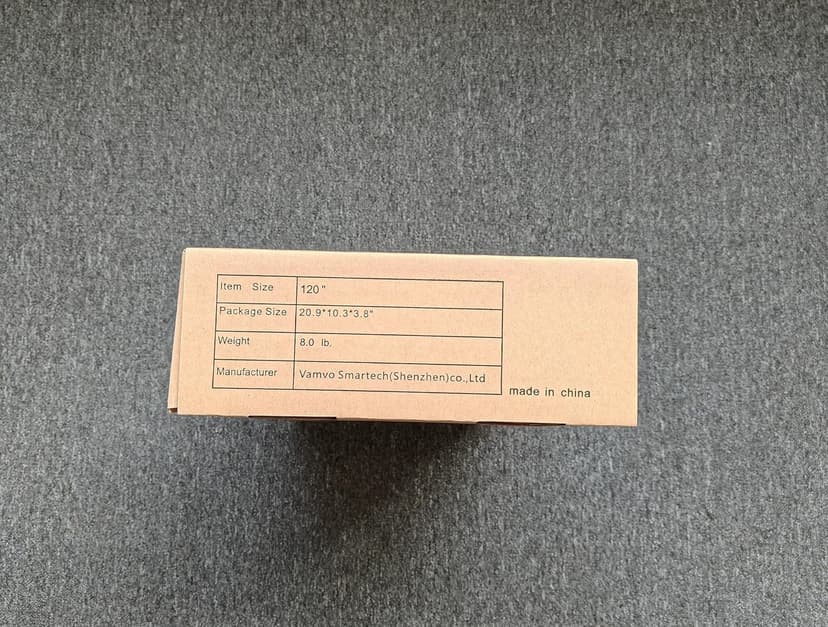 Item Size 120"
Package Size 20.9*10.3*3.8"
Weight 8.0 lb.
Manufacturer Vamvo Smartech(Shenzhen)co.,Ltd
made in china